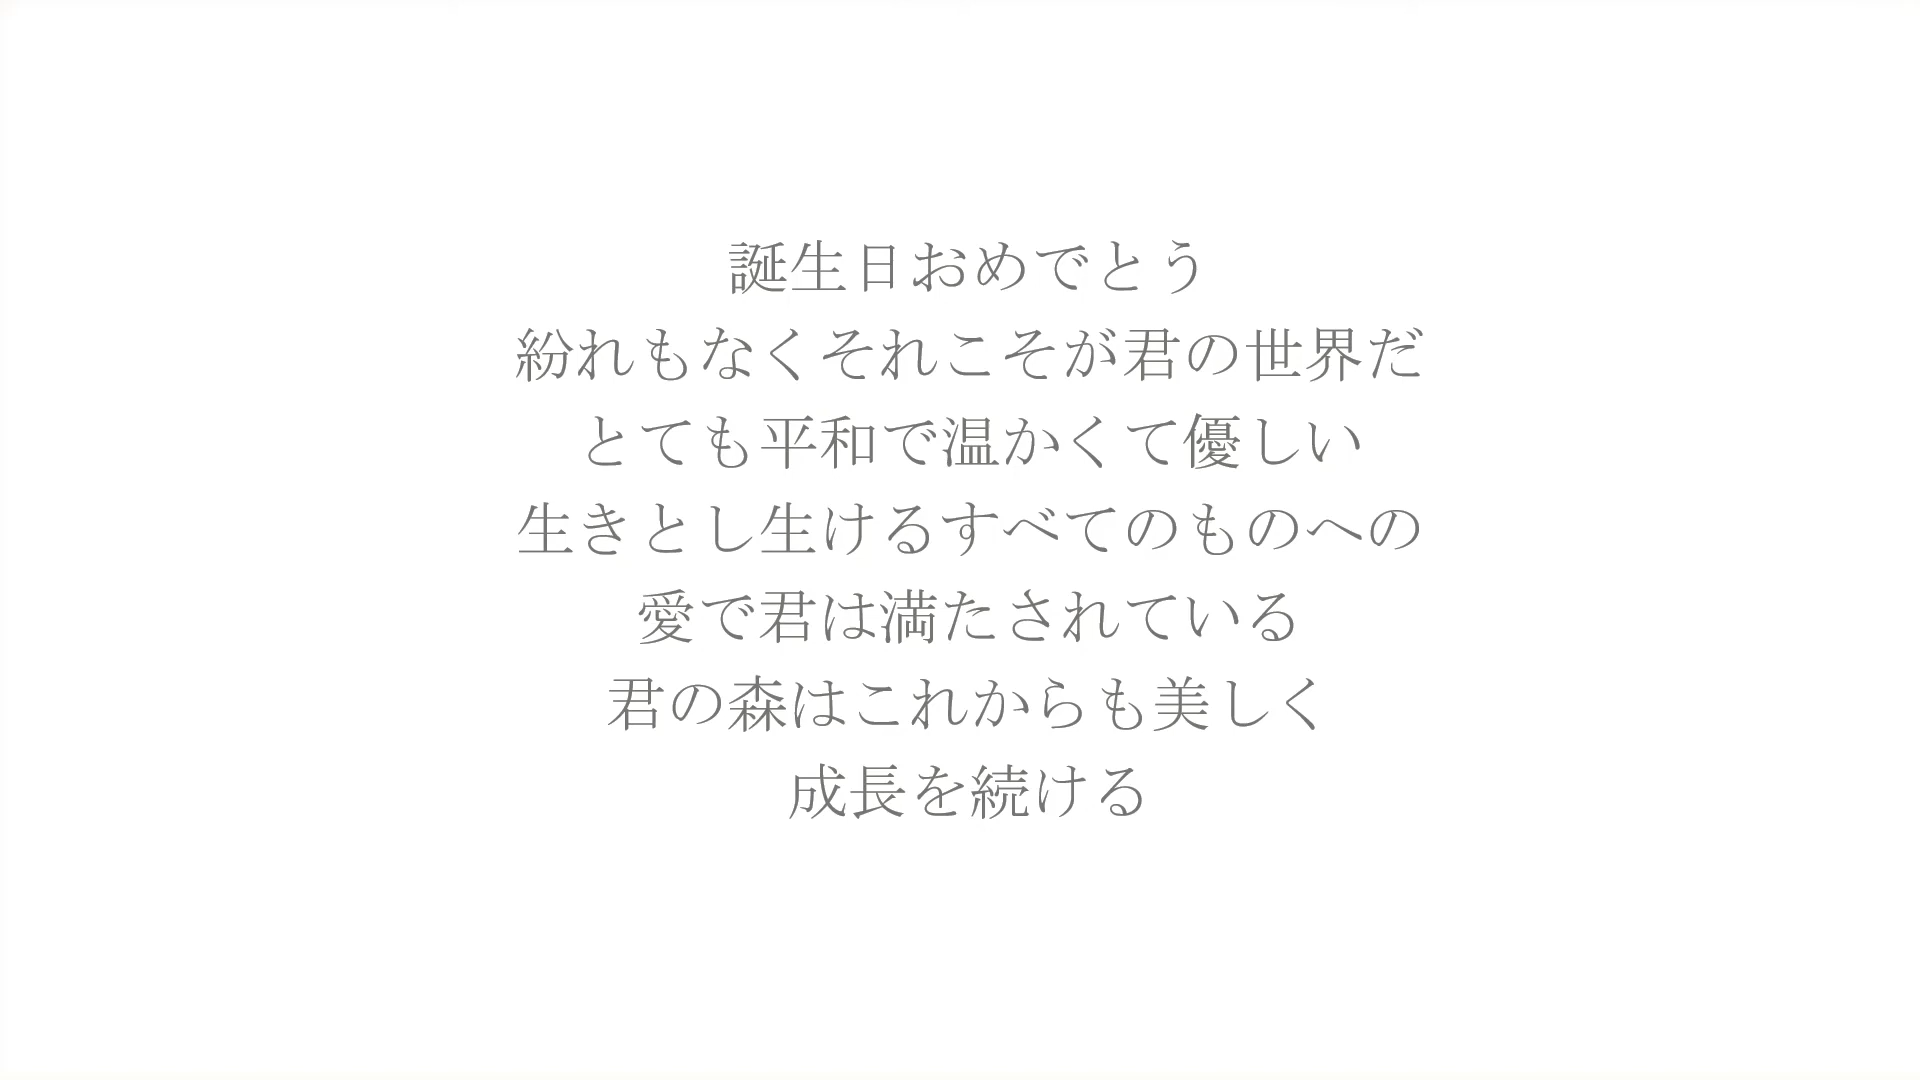 誕生日おめでとう
紛れもなくそれこそが君の世界だ
とても平和で温かくて優しい
生きとし生けるすべてのものへの
愛で君は満たされている
君の森はこれからも美しく
成長を続ける